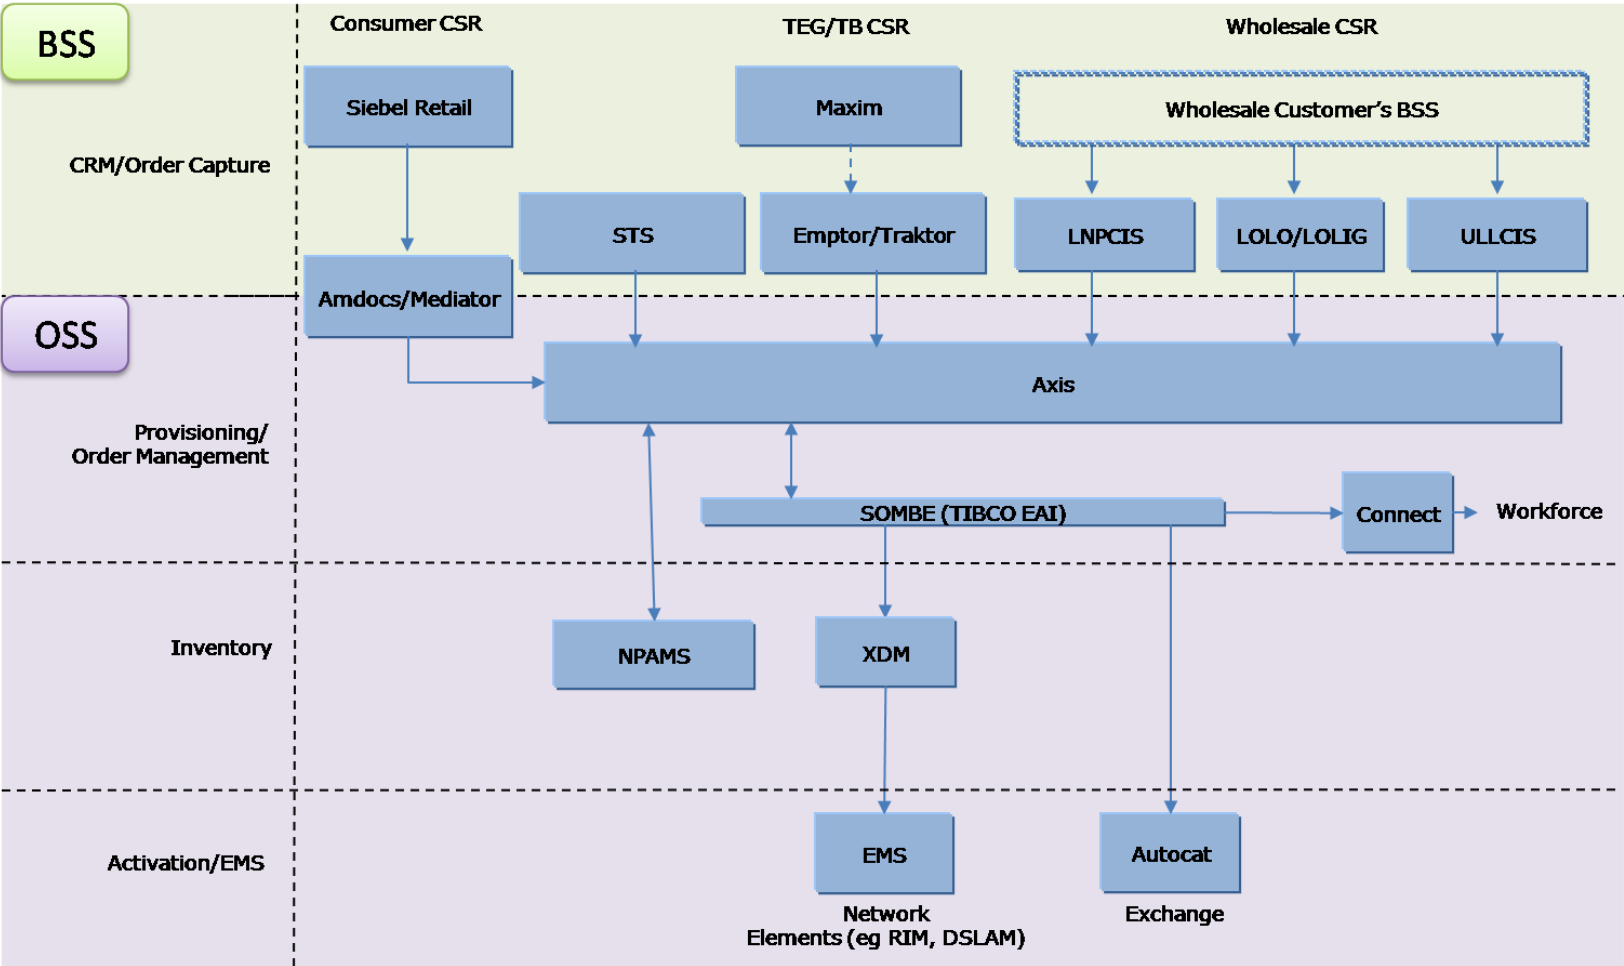 BSS
Consumer CSR
TEG/TB CSR
Wholesale CSR
Siebel Retail
Maxim
Wholesale Customer's BSS
CRM/Order Capture
STS
Emptor/Traktor
LNPCIS
LOLO/LOLIG
ULLCIS
Amdocs/Mediator
OSS
Axis
Provisioning/
Order Management
SOMBE (TIBCO EAI)
Connect
Workforce
Inventory
NPAMS
XDM
Activation/EMS
EMS
Autocat
Network
Elements (eg RIM, DSLAM)
Exchange